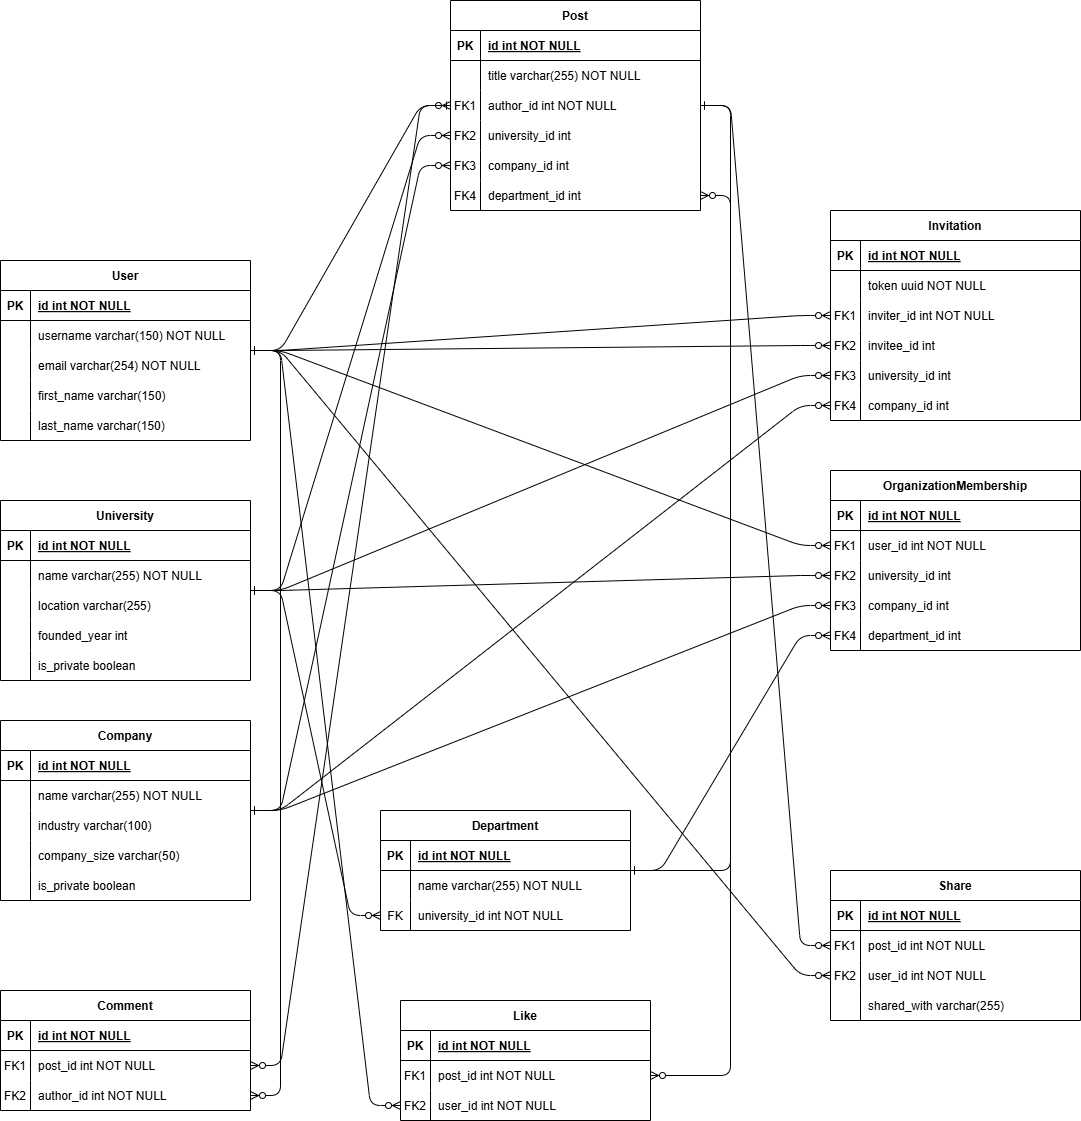 Post
PK id int NOT NULL
title varchar(255) NOT NULL
FK1 author_id int NOT NULL
FK2 university_id int
FK3 company_id int
FK4 department_id int
Invitation
PK id int NOT NULL
token uuid NOT NULL
FK1 inviter_id int NOT NULL
FK2 invitee_id int
FK3 university_id int
FK4 company_id int
User
PK id int NOT NULL
username varchar(150) NOT NULL
email varchar(254) NOT NULL
first_name varchar(150)
last_name varchar(150)
OrganizationMembership
PK id int NOT NULL
FK1 user_id int NOT NULL
FK2 university_id int
FK3 company_id int
FK4 department_id int
University
PK id int NOT NULL
name varchar(255) NOT NULL
location varchar(255)
founded_year int
is_private boolean
Company
PK id int NOT NULL
name varchar(255) NOT NULL
industry varchar(100)
company_size varchar(50)
is_private boolean
Department
PK id int NOT NULL
name varchar(255) NOT NULL
FK university_id int NOT NULL
Share
PK id int NOT NULL
FK1 post_id int NOT NULL
FK2 user_id int NOT NULL
shared_with varchar(255)
Comment
PK id int NOT NULL
FK1 post_id int NOT NULL
FK2 author_id int NOT NULL
Like
PK id int NOT NULL
FK1 post_id int NOT NULL
FK2 user_id int NOT NULL